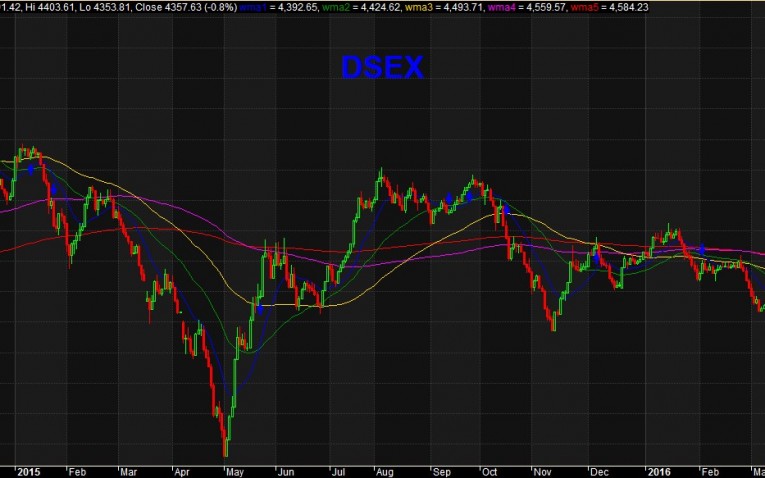 1.42, Hi 4403.61, Lo 4353.81, Close 4357.63 (-0.8%) wma1 = 4,392.65, wma2 = 4,424.62, wma3 = 4,493.71, wma4 = 4,559.57, wma5 = 4,584.23
DSEX
2015 Feb Mar Apr May Jun Jul Aug Sep Oct Nov Dec 2016 Feb Ma